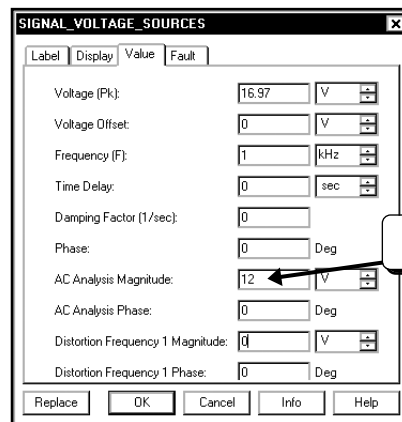 SIGNAL_VOLTAGE_SOURCES
Label Display Value Fault
Voltage (Pk): 16.97 V
Voltage Offset: 0 V
Frequency (F): 1 kHz
Time Delay: 0 sec
Damping Factor (1/sec): 0
Phase: 0 Deg
AC Analysis Magnitude: 12 V
AC Analysis Phase: 0 Deg
Distortion Frequency 1 Magnitude: 0 V
Distortion Frequency 1 Phase: 0 Deg
Replace OK Cancel Info Help